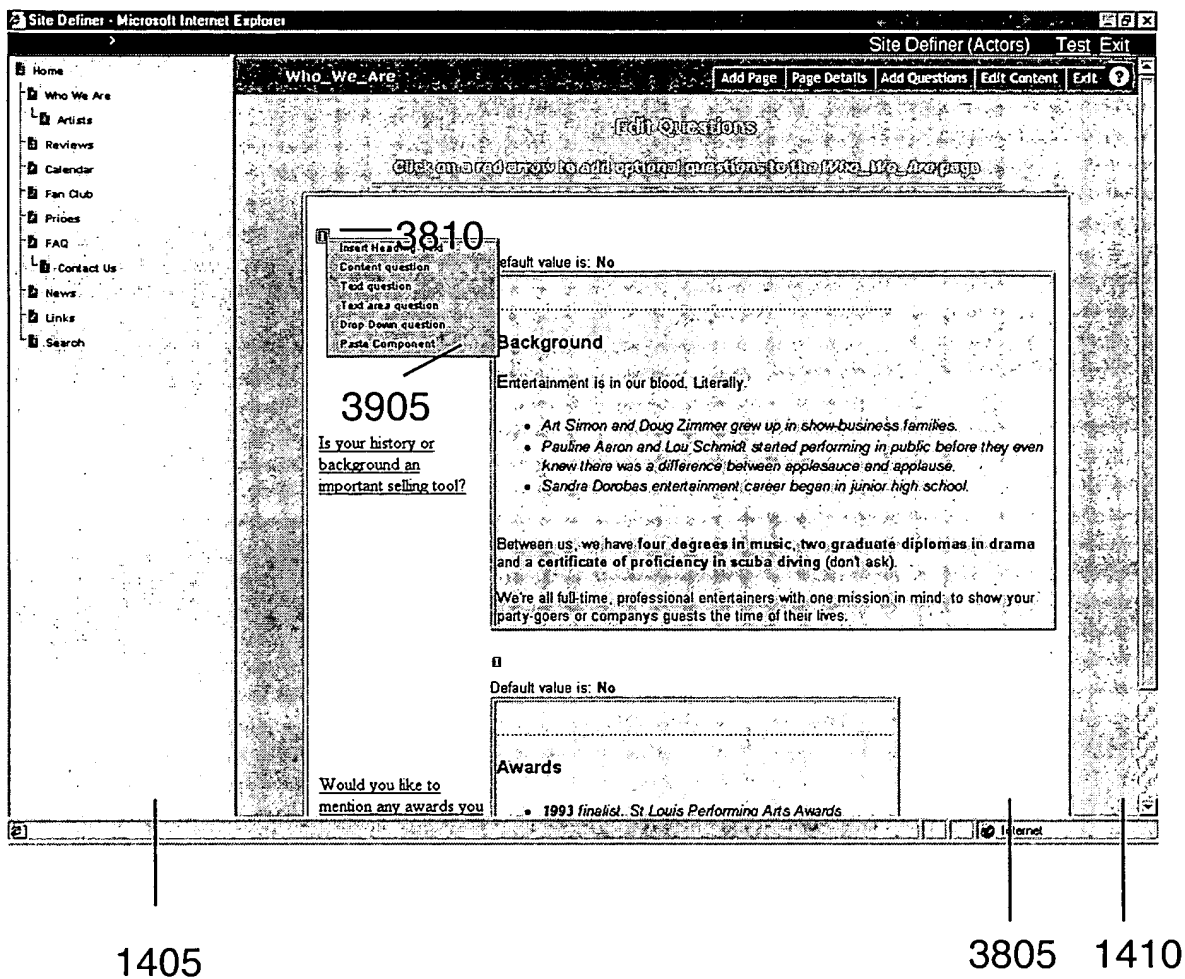 Site Definer - Microsoft Internet Explorer
Site Definer (Actors) Test Exit
Home
Who We Are
Artists
Reviews
Calendar
Fan Club
Prices
FAQ
Contact Us
News
Links
Search
Who_We_Are
Add Page Page Details Add Questions Edit Content Exit ?
Edit Questions
Click on a red arrow to add optional questions to the Who_We_Are page
3810
Insert Heading Text
Content question
Text question
Text area question
Drop Down question
Paste Component
3905
efault value is: No
Background
Entertainment is in our blood. Literally.
• Art Simon and Doug Zimmer grew up in show-business families.
• Pauline Aaron and Lou Schmidt started performing in public before they even
knew there was a difference between applesauce and applause.
• Sandra Dorobas entertainment career began in junior high school.
Is your history or
background an
important selling tool?
Between us, we have four degrees in music, two graduate diplomas in drama
and a certificate of proficiency in scuba diving (don't ask).
We're all full-time, professional entertainers with one mission in mind: to show your
party-goers or companys guests the time of their lives.
Default value is: No
Awards
• 1993 finalist. St Louis Performing Arts Awards
Would you like to
mention any awards you
Internet
1405
3805 1410